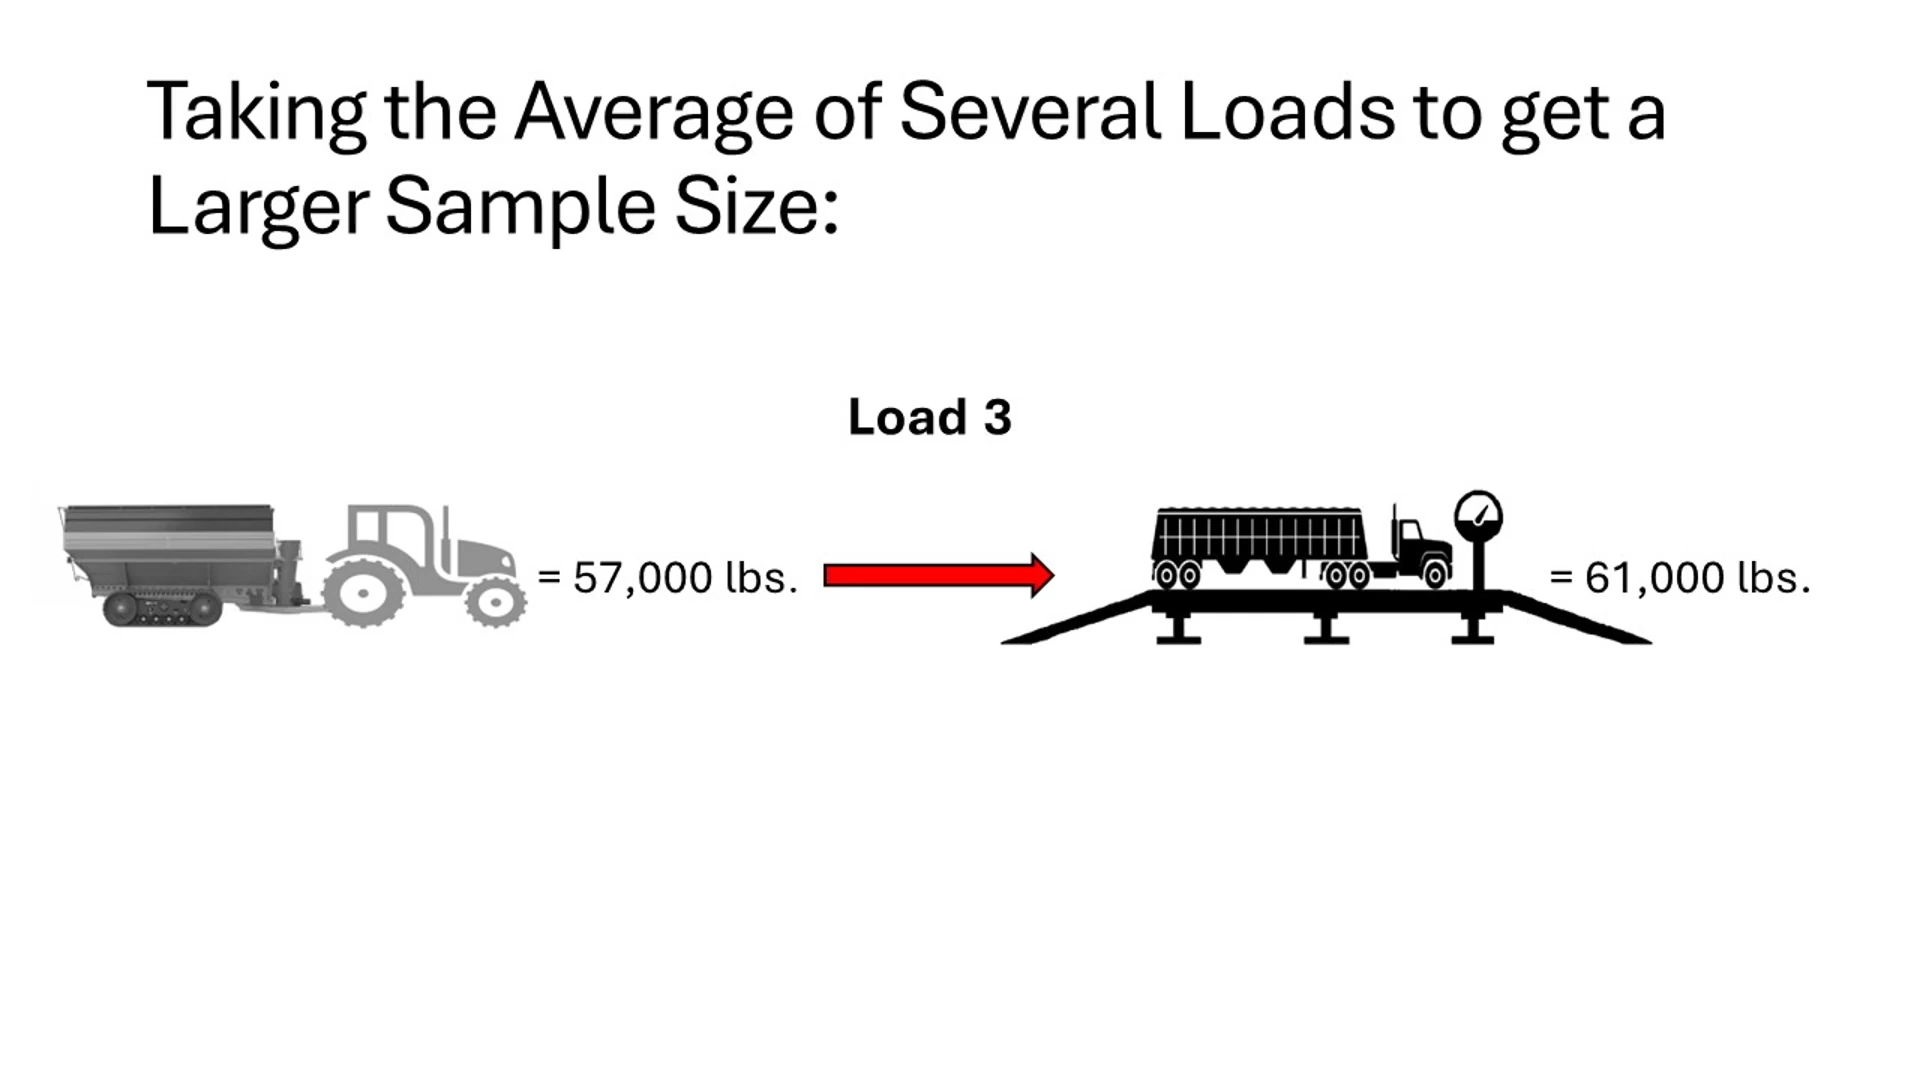 Taking the Average of Several Loads to get a
Larger Sample Size:
Load 3
= 57,000 lbs.
= 61,000 lbs.